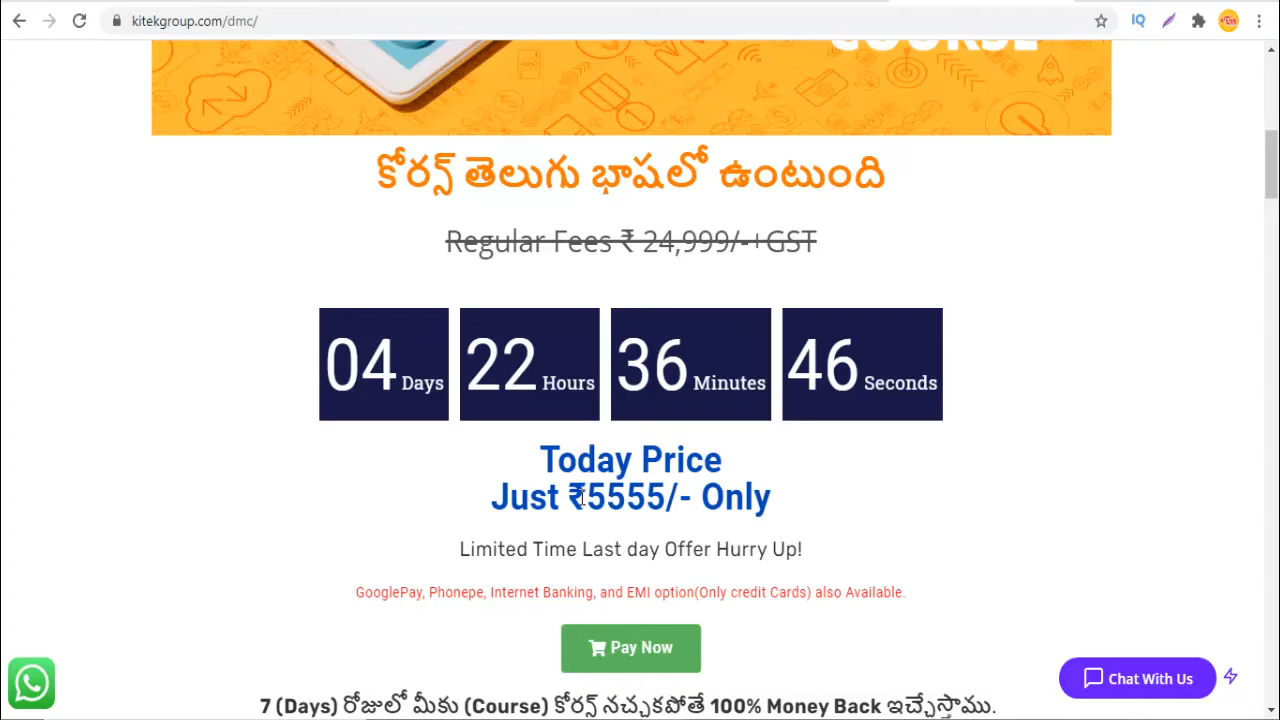 kitekgroup.com/dmc/
IQ
COURSE
కోర్స్ తెలుగు భాషలో ఉంటుంది
Regular Fees ₹ 24,999/-+GST
04 Days 22 Hours 36 Minutes 46 Seconds
Today Price
Just ₹5555/- Only
Limited Time Last day Offer Hurry Up!
GooglePay, Phonepe, Internet Banking, and EMI option(Only credit Cards) also Available.
Pay Now
Chat With Us
7 (Days) రోజులో మీకు (Course) కోర్స్ నచ్చకపోతే 100% Money Back ఇచ్చేస్తాము.